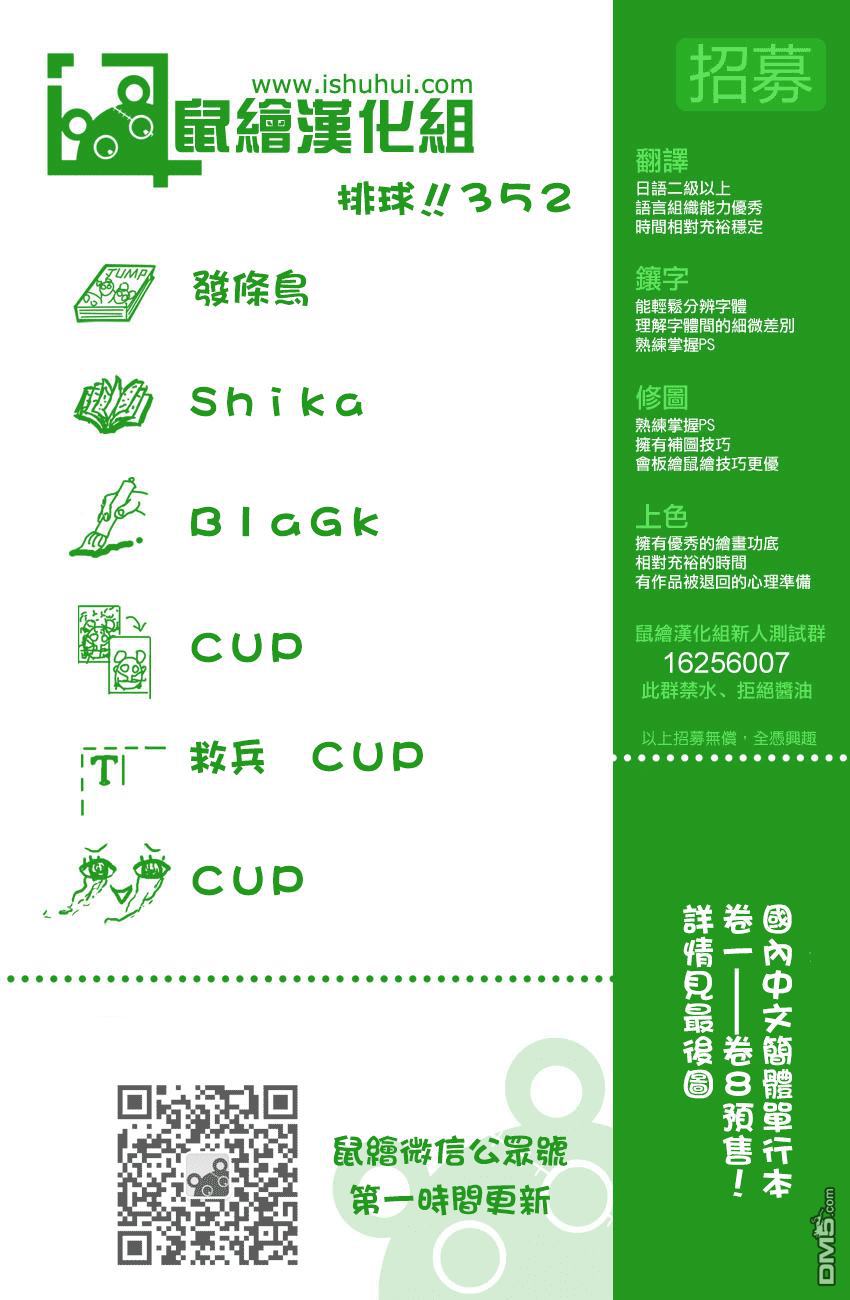 www.ishuhui.com
鼠繪漢化組
排球!!352
JUMP
發條鳥
Shika
BlaGk
CUP
T
救兵 CUP
CUP
鼠繪微信公眾號
第一時間更新
招募
翻譯
日語二級以上
語言組織能力優秀
時間相對充裕穩定
鑲字
能輕鬆分辨字體
理解字體間的細微差別
熟練掌握PS
修圖
熟練掌握PS
擁有補圖技巧
會板繪鼠繪技巧更優
上色
擁有優秀的繪畫功底
相對充裕的時間
有作品被退回的心理準備
鼠繪漢化組新人測試群
16256007
此群禁水、拒絕醬油
以上招募無償，全憑興趣
國內中文簡體單行本
卷一——卷8預售！
詳情見最後圖
DM5.com